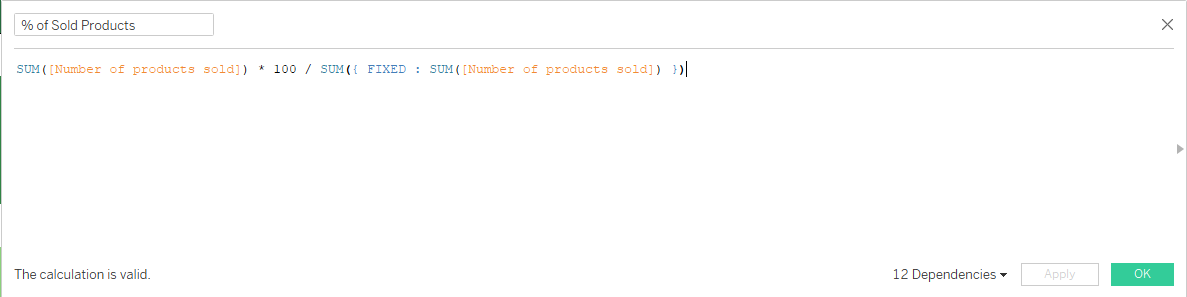 % of Sold Products
SUM([Number of products sold]) * 100 / SUM({ FIXED : SUM([Number of products sold]) })
The calculation is valid.
12 Dependencies
Apply
OK